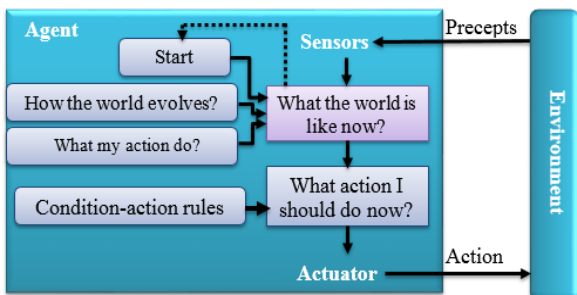 Agent
Precepts
Sensors
Start
How the world evolves?
What the world is
like now?
What my action do?
What action I
should do now?
Condition-action rules
Action
Actuator
Environment